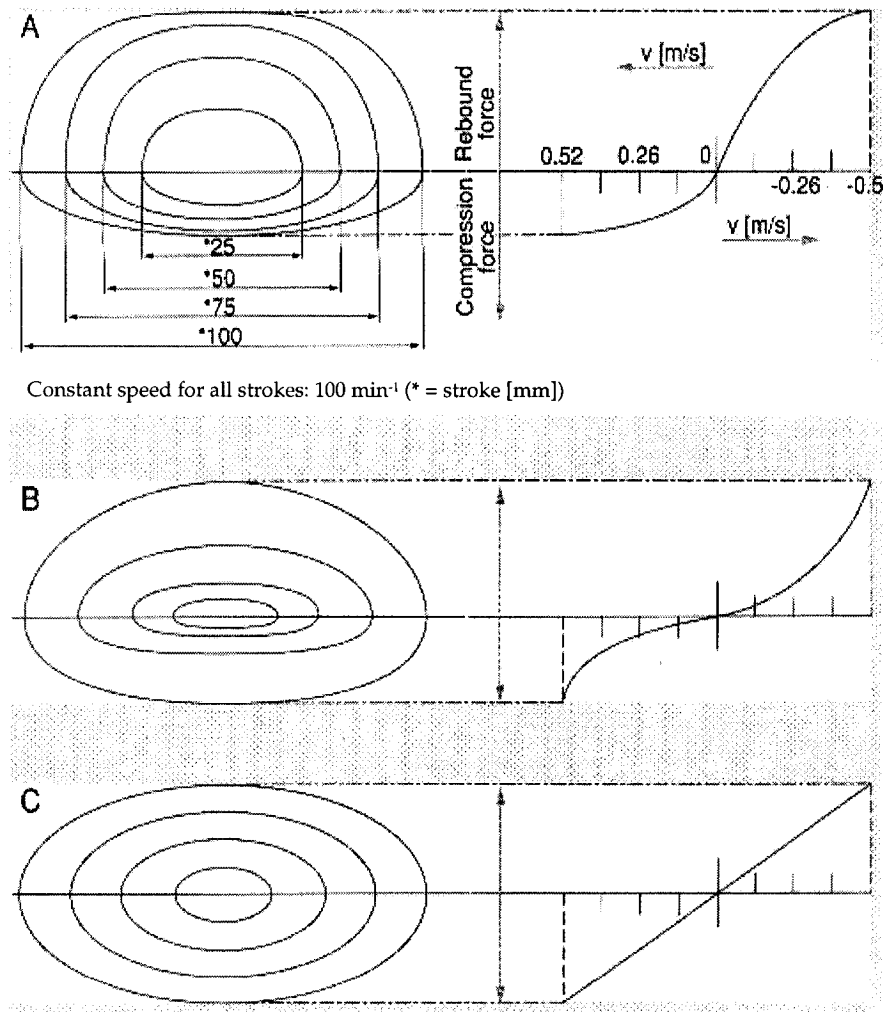 A
Rebound force
Compression force
v [m/s]
0.52 0.26 0
-0.26 -0.5
v [m/s]
*25
*50
*75
*100
Constant speed for all strokes: 100 min⁻¹ (* = stroke [mm])
B
C